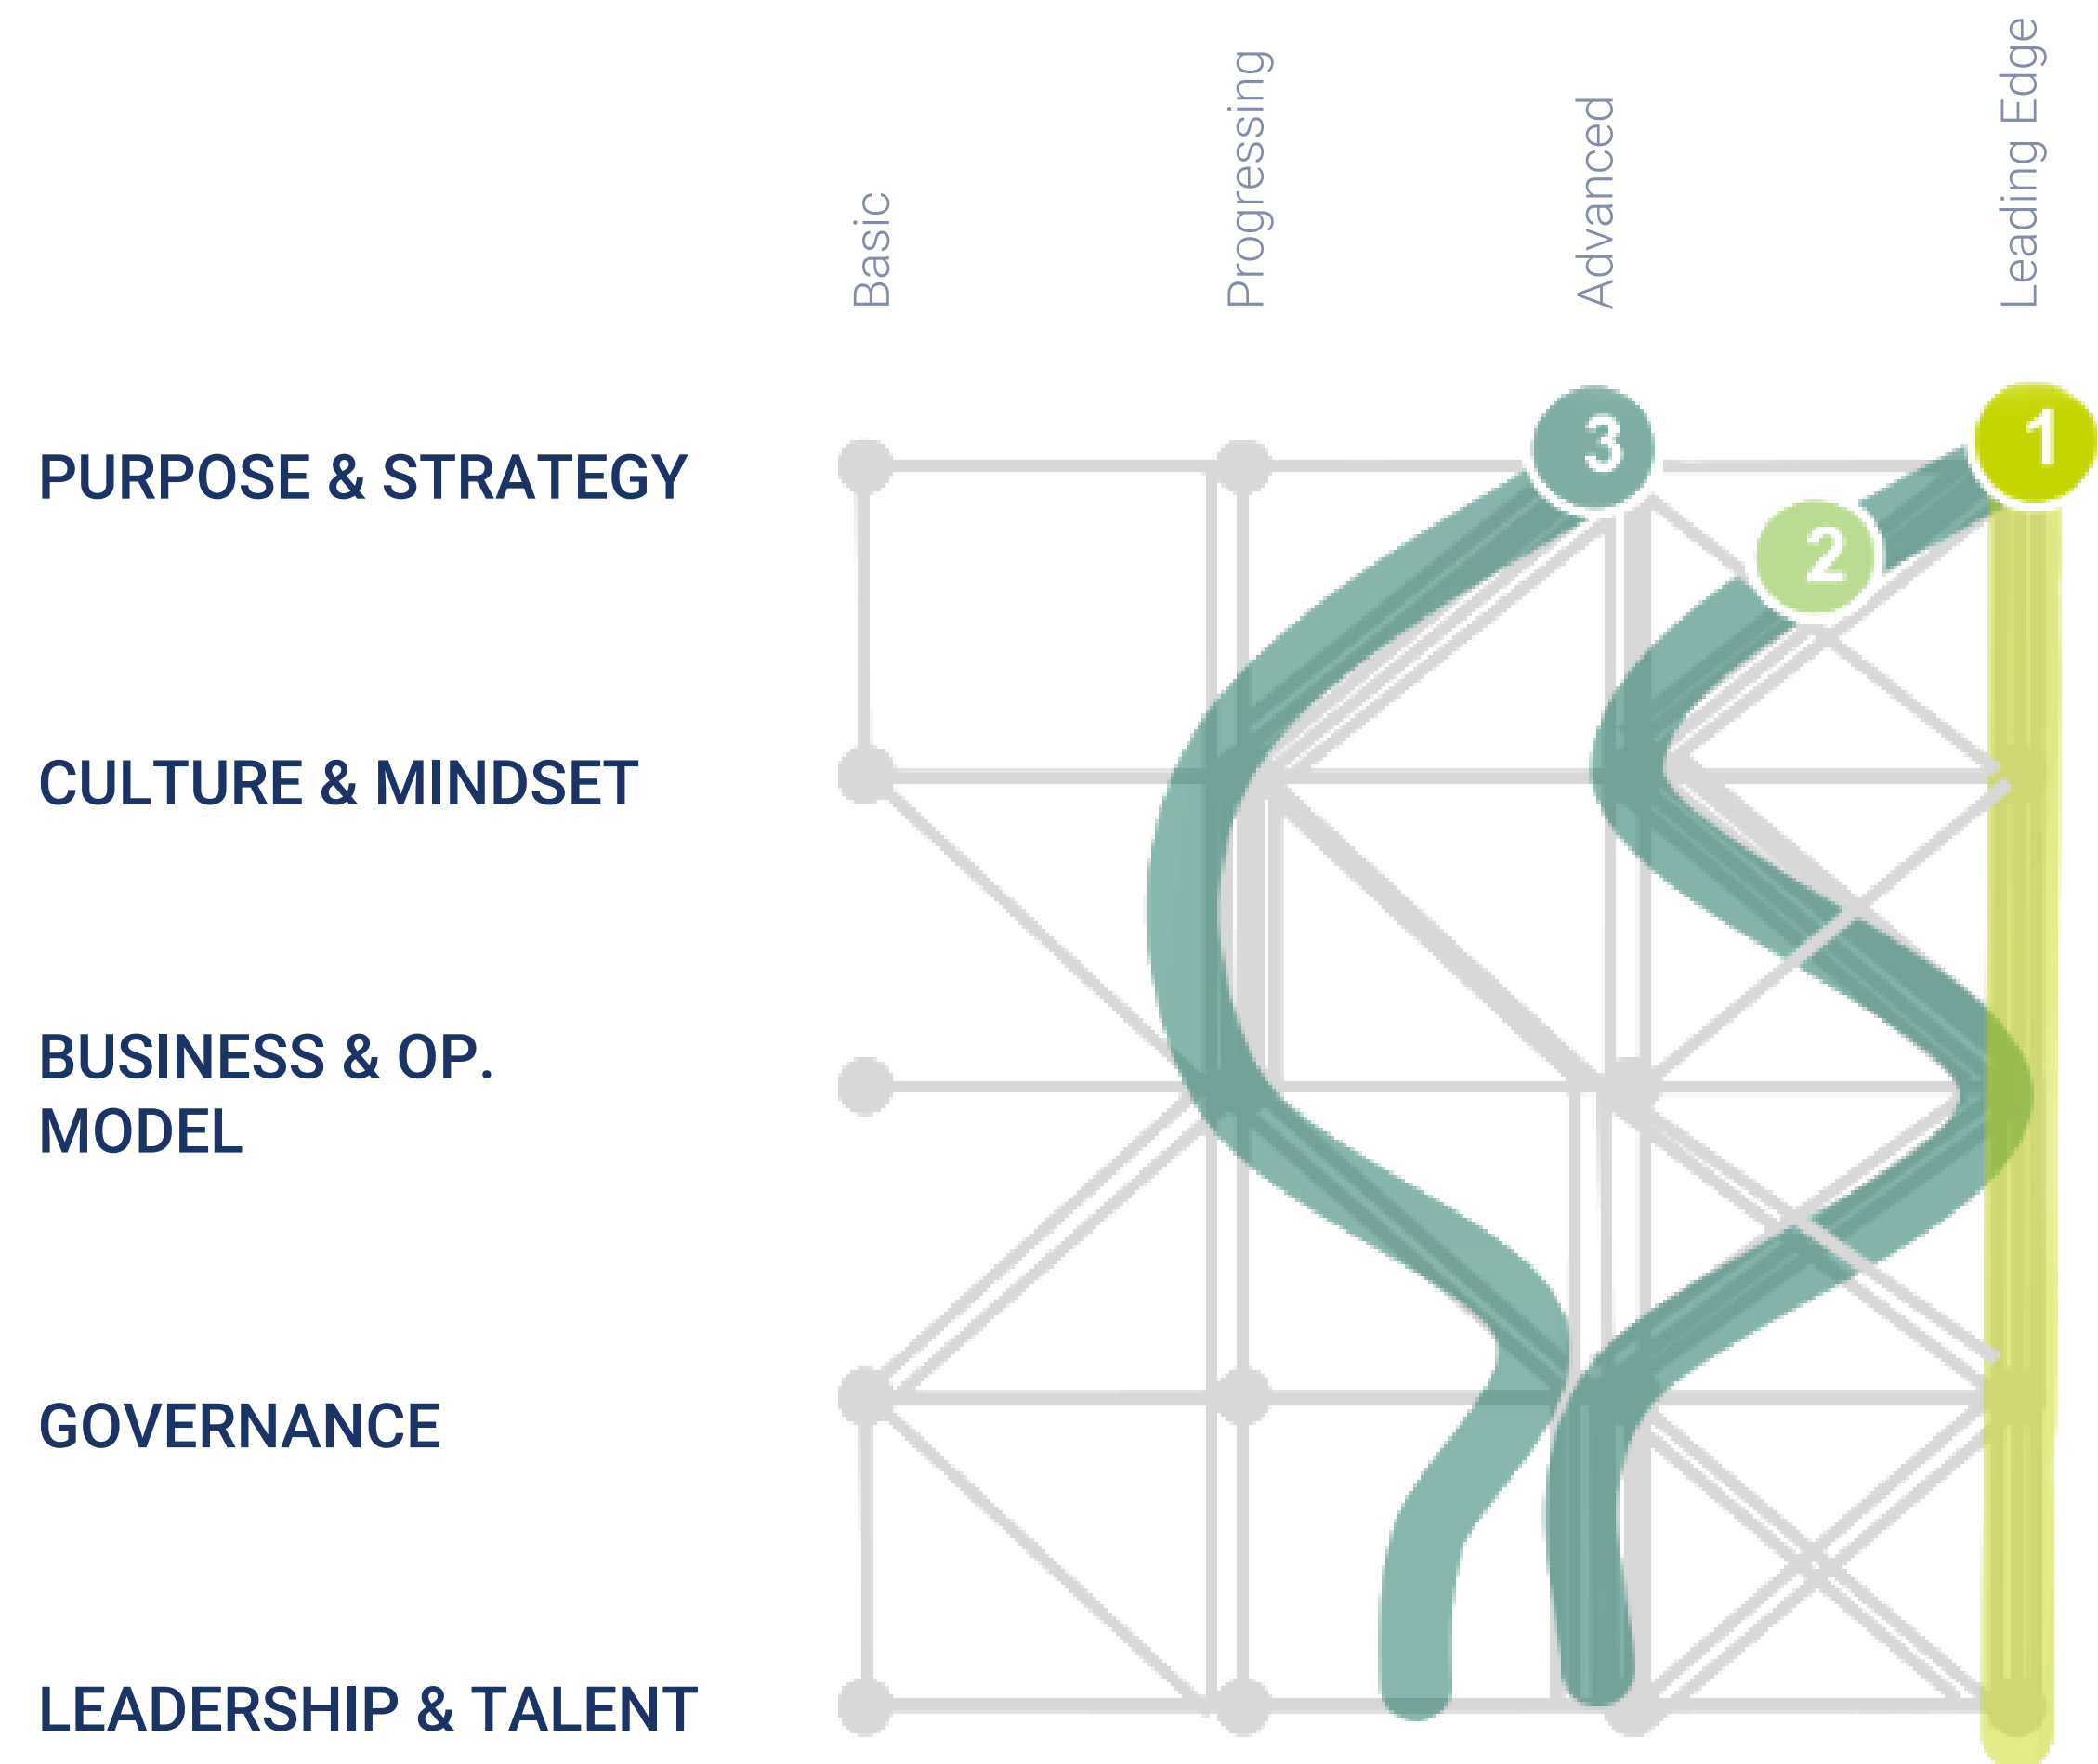 Basic
Progressing
Advanced
Leading Edge
PURPOSE & STRATEGY
3
1
2
CULTURE & MINDSET
BUSINESS & OP.
MODEL
GOVERNANCE
LEADERSHIP & TALENT